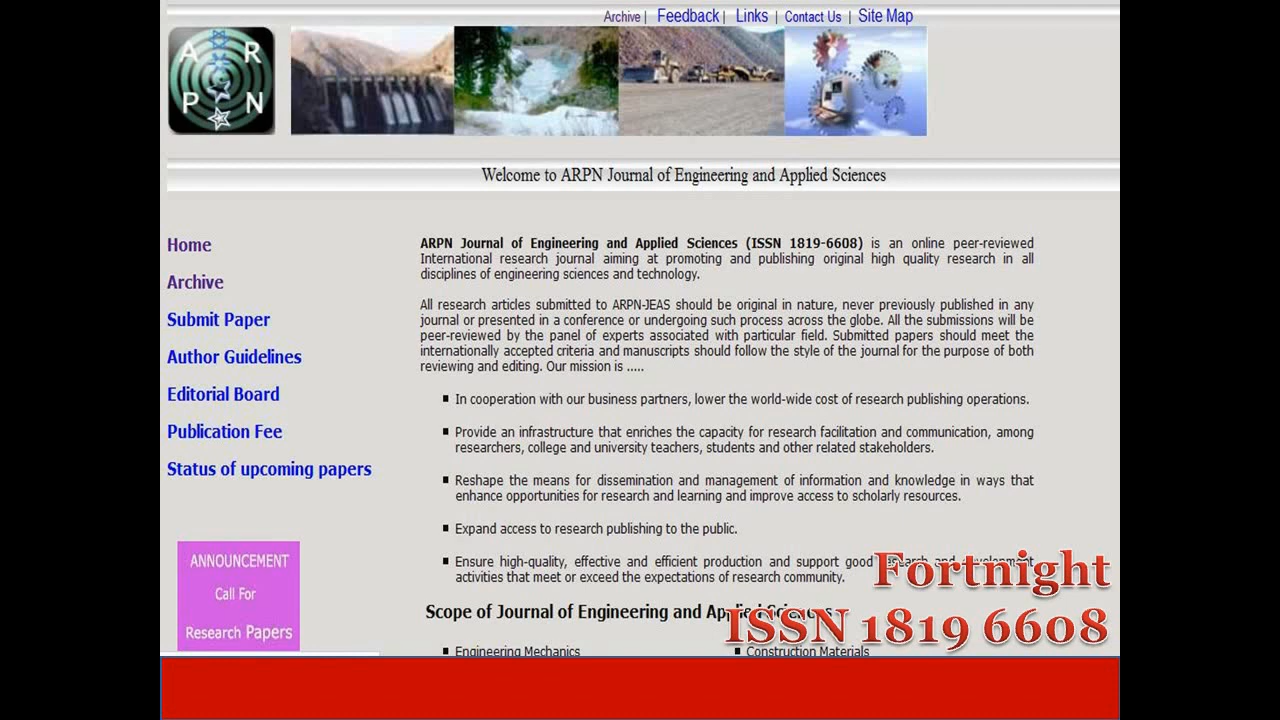 Archive | Feedback | Links | Contact Us | Site Map
A R
P N
Welcome to ARPN Journal of Engineering and Applied Sciences
Home
Archive
Submit Paper
Author Guidelines
Editorial Board
Publication Fee
Status of upcoming papers
ANNOUNCEMENT
Call For
Research Papers
ARPN Journal of Engineering and Applied Sciences (ISSN 1819-6608) is an online peer-reviewed
International research journal aiming at promoting and publishing original high quality research in all
disciplines of engineering sciences and technology.
All research articles submitted to ARPN-JEAS should be original in nature, never previously published in any
journal or presented in a conference or undergoing such process across the globe. All the submissions will be
peer-reviewed by the panel of experts associated with particular field. Submitted papers should meet the
internationally accepted criteria and manuscripts should follow the style of the journal for the purpose of both
reviewing and editing. Our mission is .....
In cooperation with our business partners, lower the world-wide cost of research publishing operations.
Provide an infrastructure that enriches the capacity for research facilitation and communication, among
researchers, college and university teachers, students and other related stakeholders.
Reshape the means for dissemination and management of information and knowledge in ways that
enhance opportunities for research and learning and improve access to scholarly resources.
Expand access to research publishing to the public.
Ensure high-quality, effective and efficient production and support good research and development
activities that meet or exceed the expectations of research community.
Scope of Journal of Engineering and Applied Sciences
Engineering Mechanics
Construction Materials
Fortnight
ISSN 1819 6608